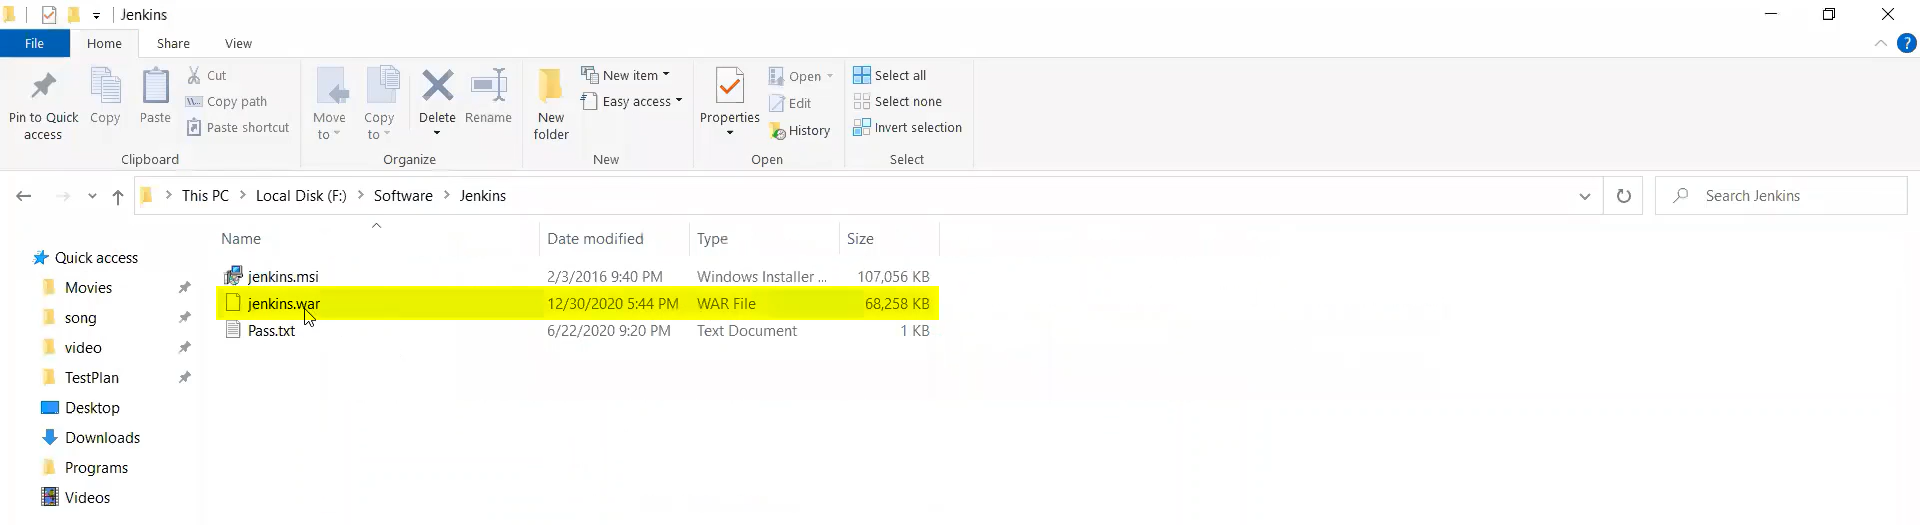 Jenkins
File Home Share View
Pin to Quick access
Copy
Paste
Cut
Copy path
Paste shortcut
Clipboard
Move to
Copy to
Delete
Rename
Organize
New folder
New item
Easy access
New
Properties
Open
Edit
History
Open
Select all
Select none
Invert selection
Select
This PC > Local Disk (F:) > Software > Jenkins
Search Jenkins
Quick access
Movies
song
video
TestPlan
Desktop
Downloads
Programs
Videos
Name Date modified Type Size
jenkins.msi 2/3/2016 9:40 PM Windows Installer ... 107,056 KB
jenkins.war 12/30/2020 5:44 PM WAR File 68,258 KB
Pass.txt 6/22/2020 9:20 PM Text Document 1 KB